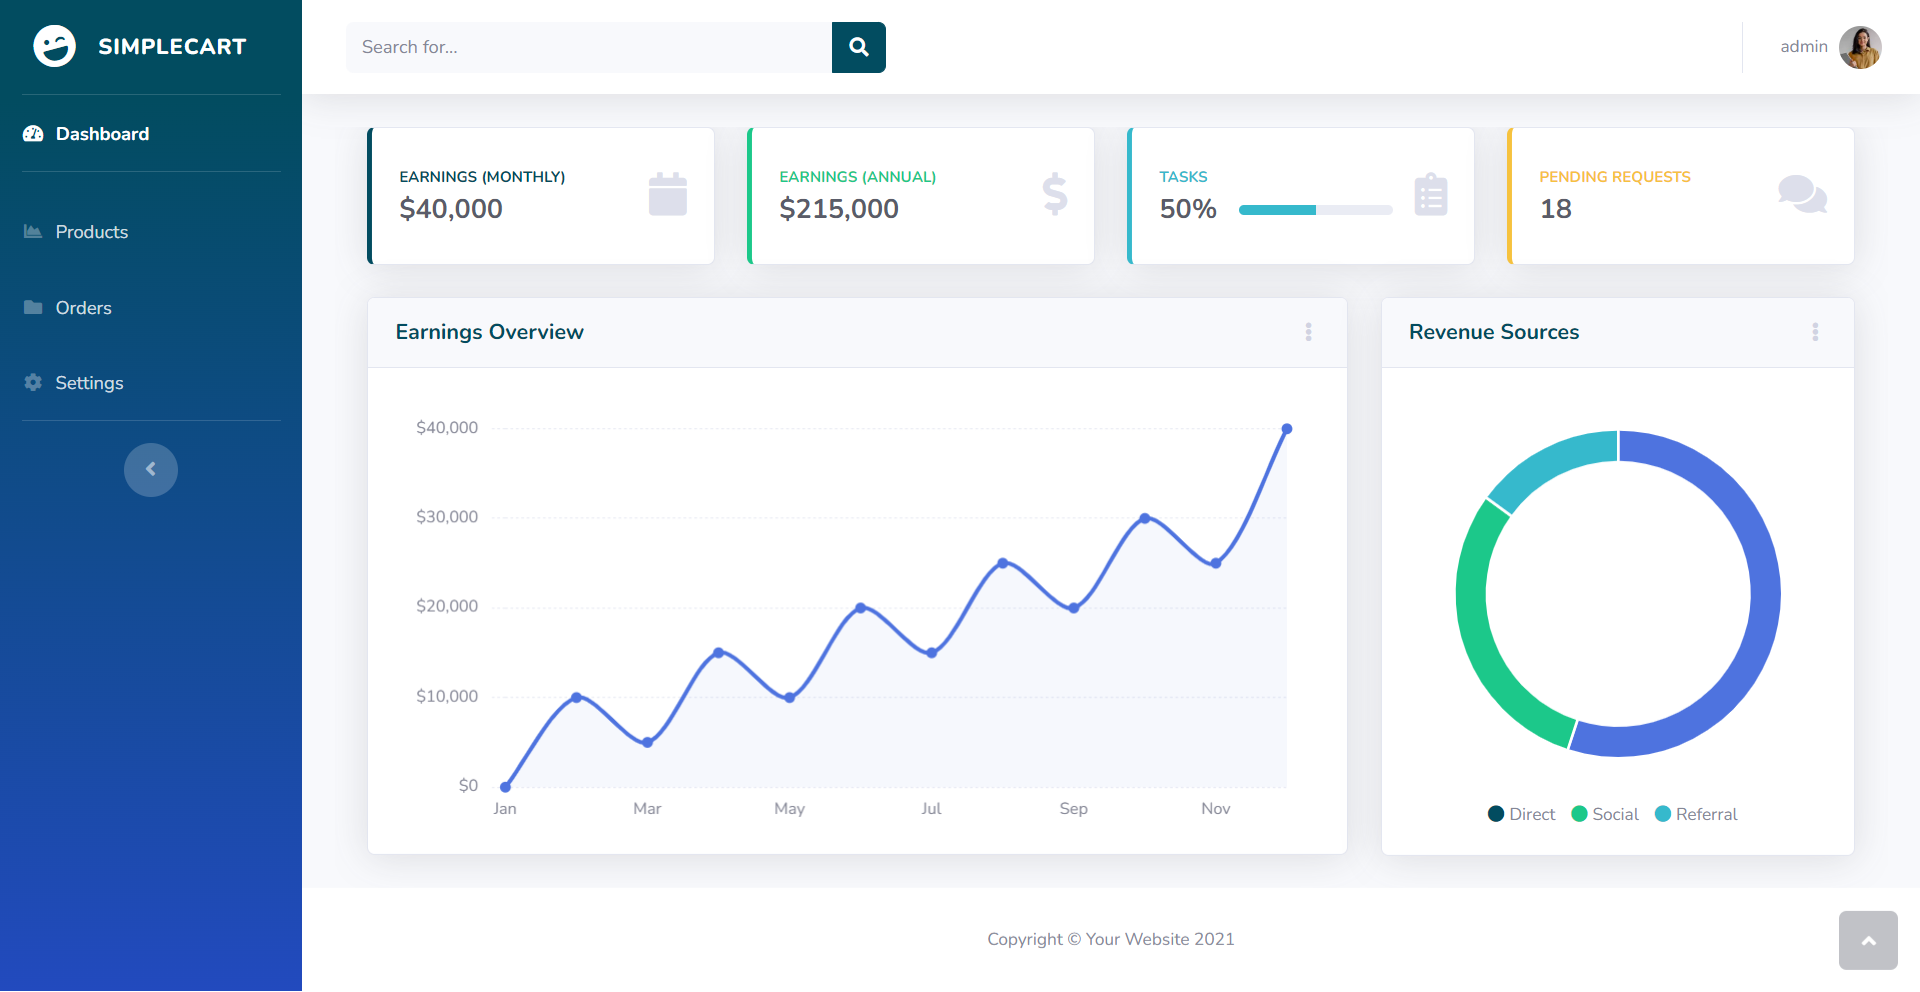 SIMPLECART
Search for...
admin
Dashboard
Products
Orders
Settings
EARNINGS (MONTHLY)
$40,000
EARNINGS (ANNUAL)
$215,000
TASKS
50%
PENDING REQUESTS
18
Earnings Overview
$40,000
$30,000
$20,000
$10,000
$0
Jan Mar May Jul Sep Nov
Revenue Sources
Direct Social Referral
Copyright © Your Website 2021